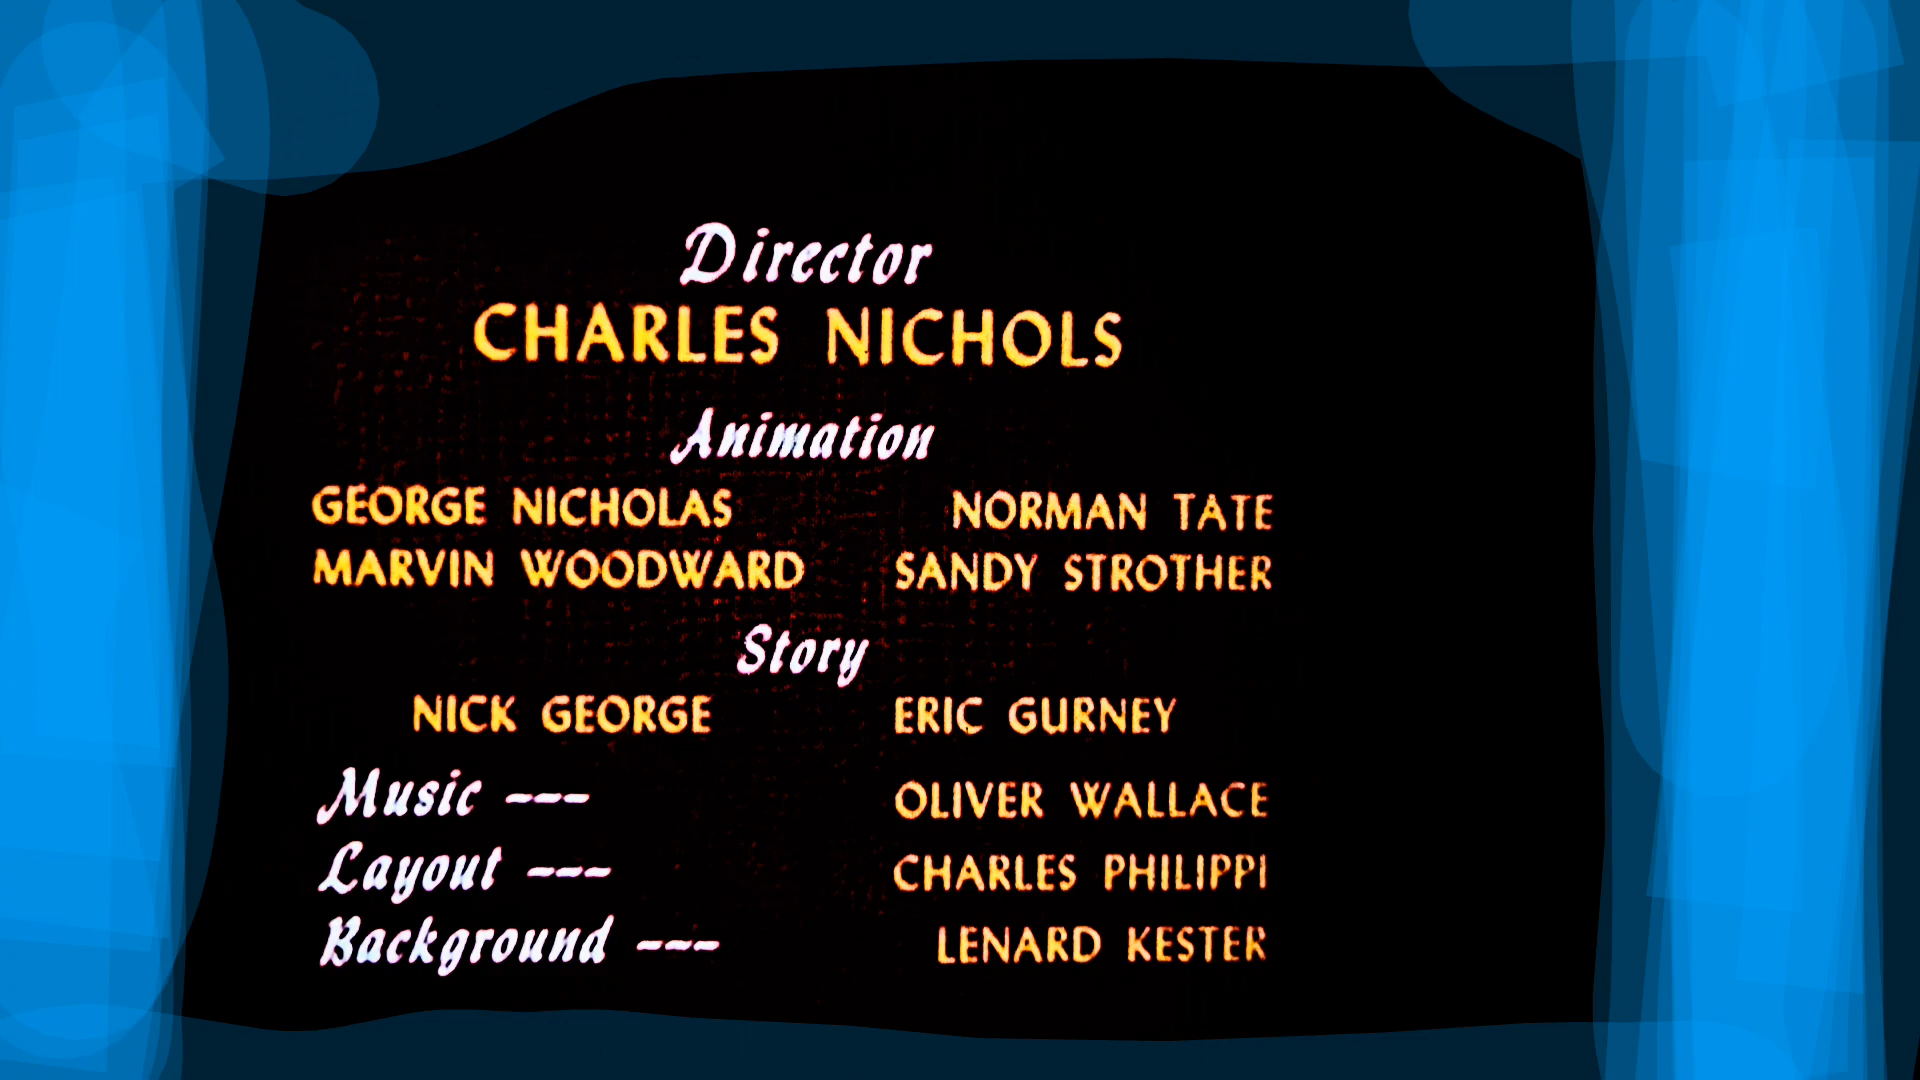 Director
CHARLES NICHOLS
Animation
GEORGE NICHOLAS NORMAN TATE
MARVIN WOODWARD SANDY STROTHER
Story
NICK GEORGE ERIC GURNEY
Music --- OLIVER WALLACE
Layout --- CHARLES PHILIPPI
Background --- LENARD KESTER